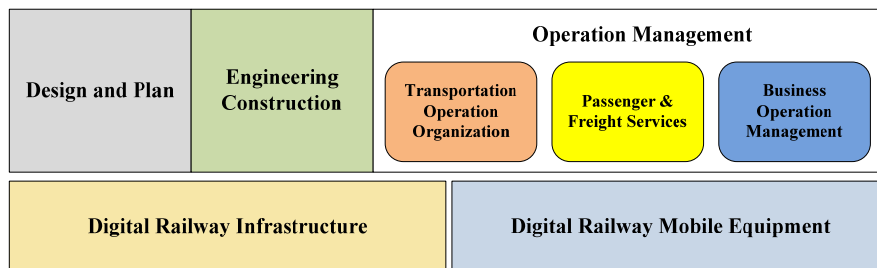 Design and Plan
Engineering
Construction
Operation Management
Transportation
Operation
Organization
Passenger &
Freight Services
Business
Operation
Management
Digital Railway Infrastructure
Digital Railway Mobile Equipment